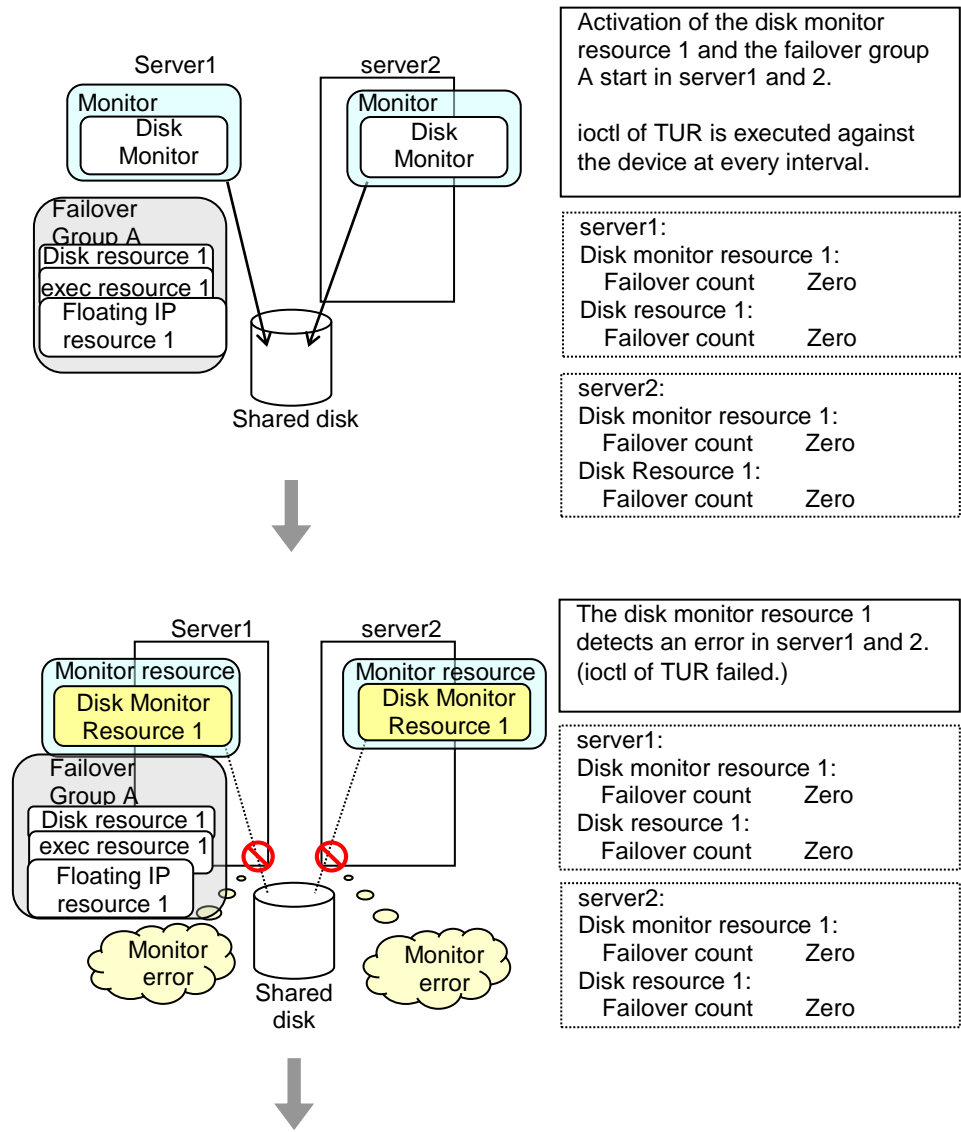 Server1
server2
Monitor
Disk
Monitor
Monitor
Disk
Monitor
Failover
Group A
Disk resource 1
exec resource 1
Floating IP
resource 1
Shared disk
Activation of the disk monitor
resource 1 and the failover group
A start in server1 and 2.
ioctl of TUR is executed against
the device at every interval.
server1:
Disk monitor resource 1:
Failover count Zero
Disk resource 1:
Failover count Zero
server2:
Disk monitor resource 1:
Failover count Zero
Disk Resource 1:
Failover count Zero
Server1
server2
Monitor resource
Disk Monitor
Resource 1
Monitor resource
Disk Monitor
Resource 1
Failover
Group A
Disk resource 1
exec resource 1
Floating IP
resource 1
Monitor
error
Monitor
error
Shared
disk
The disk monitor resource 1
detects an error in server1 and 2.
(ioctl of TUR failed.)
server1:
Disk monitor resource 1:
Failover count Zero
Disk resource 1:
Failover count Zero
server2:
Disk monitor resource 1:
Failover count Zero
Disk resource 1:
Failover count Zero